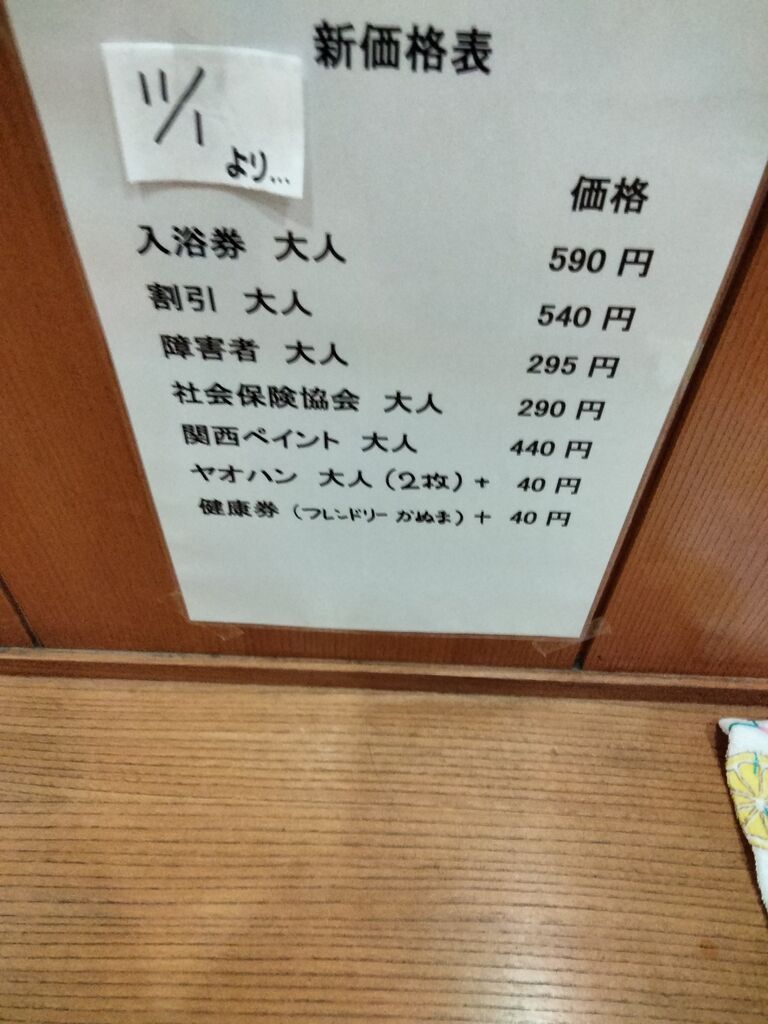 新価格表
11/1
より...
価格
入浴券 大人 590 円
割引 大人 540 円
障害者 大人 295 円
社会保険協会 大人 290 円
関西ペイント 大人 440 円
ヤオハン 大人(2枚)+ 40 円
健康券(フレンドリーかぬま)+ 40 円